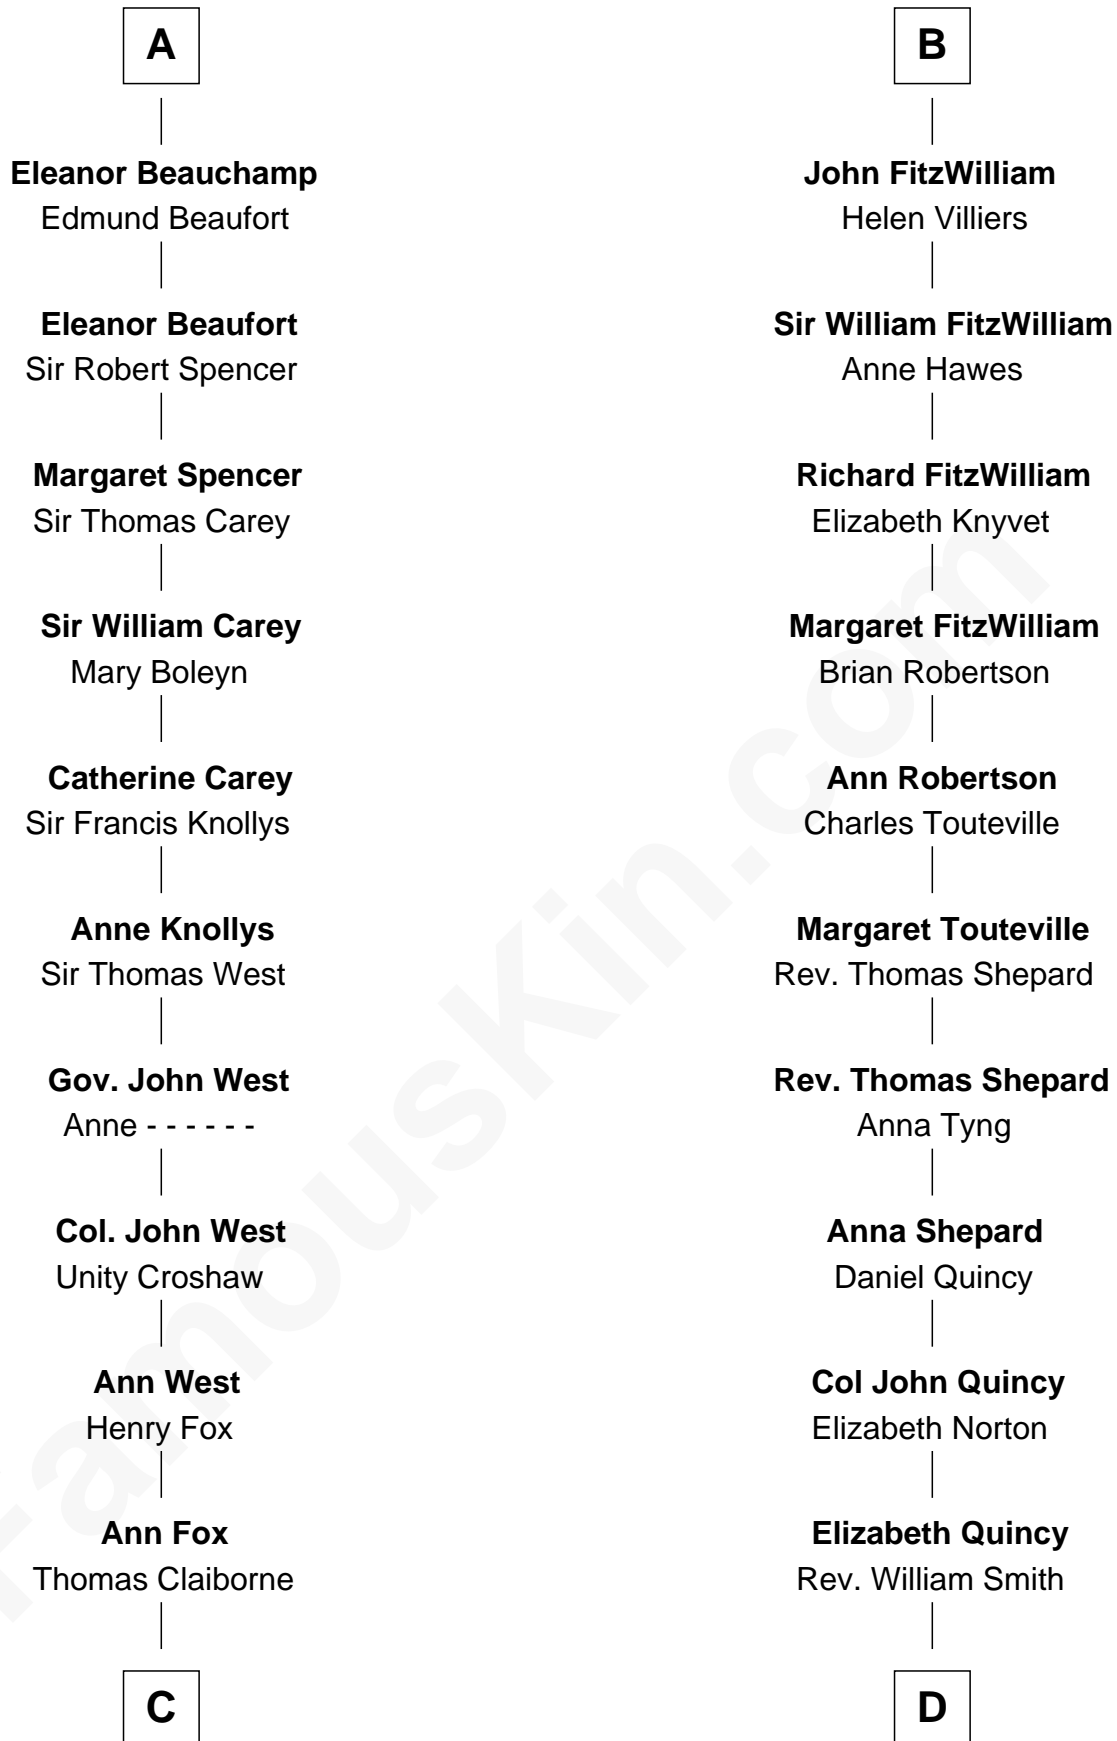 A
Eleanor Beauchamp
Edmund Beaufort
Eleanor Beaufort
Sir Robert Spencer
Margaret Spencer
Sir Thomas Carey
Sir William Carey
Mary Boleyn
Catherine Carey
Sir Francis Knollys
Anne Knollys
Sir Thomas West
Gov. John West
Anne - - - - - -
Col. John West
Unity Croshaw
Ann West
Henry Fox
Ann Fox
Thomas Claiborne
C
B
John FitzWilliam
Helen Villiers
Sir William FitzWilliam
Anne Hawes
Richard FitzWilliam
Elizabeth Knyvet
Margaret FitzWilliam
Brian Robertson
Ann Robertson
Charles Touteville
Margaret Touteville
Rev. Thomas Shepard
Rev. Thomas Shepard
Anna Tyng
Anna Shepard
Daniel Quincy
Col John Quincy
Elizabeth Norton
Elizabeth Quincy
Rev. William Smith
D
FamousKin.com